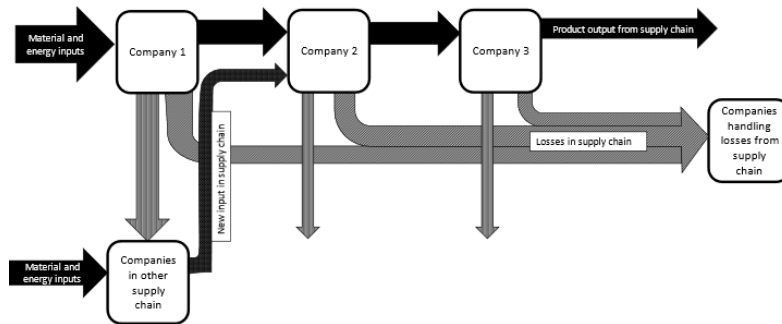 Material and
energy inputs
Company 1
Company 2
Company 3
Product output from supply chain
New input in supply chain
Losses in supply chain
Companies
handling
losses from
supply
chain
Material and
energy inputs
Companies
in other
supply
chain